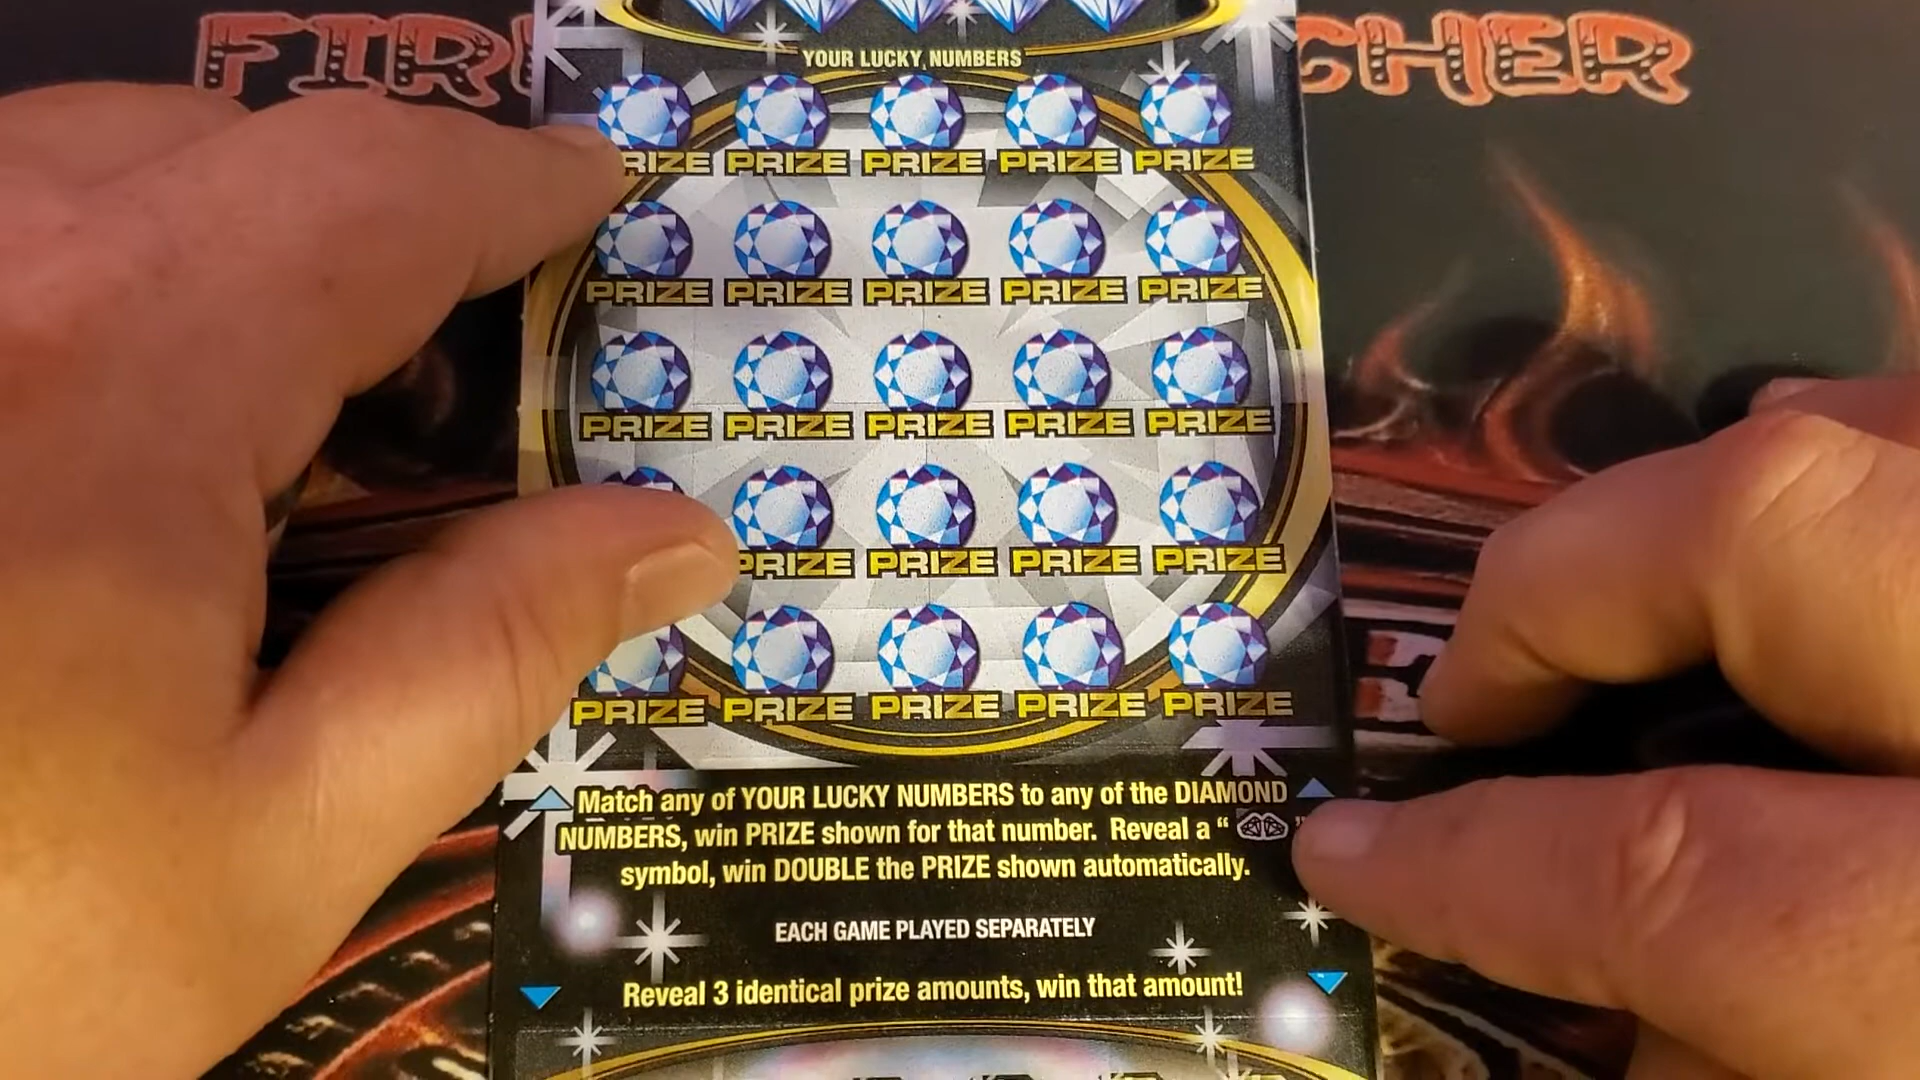 FIR CHER
YOUR LUCKY NUMBERS
RIZE PRIZE PRIZE PRIZE PRIZE
PRIZE PRIZE PRIZE PRIZE PRIZE
PRIZE PRIZE PRIZE PRIZE PRIZE
PRIZE PRIZE PRIZE PRIZE
PRIZE PRIZE PRIZE PRIZE PRIZE
Match any of YOUR LUCKY NUMBERS to any of the DIAMOND
NUMBERS, win PRIZE shown for that number. Reveal a “ ”
symbol, win DOUBLE the PRIZE shown automatically.
EACH GAME PLAYED SEPARATELY
Reveal 3 identical prize amounts, win that amount!